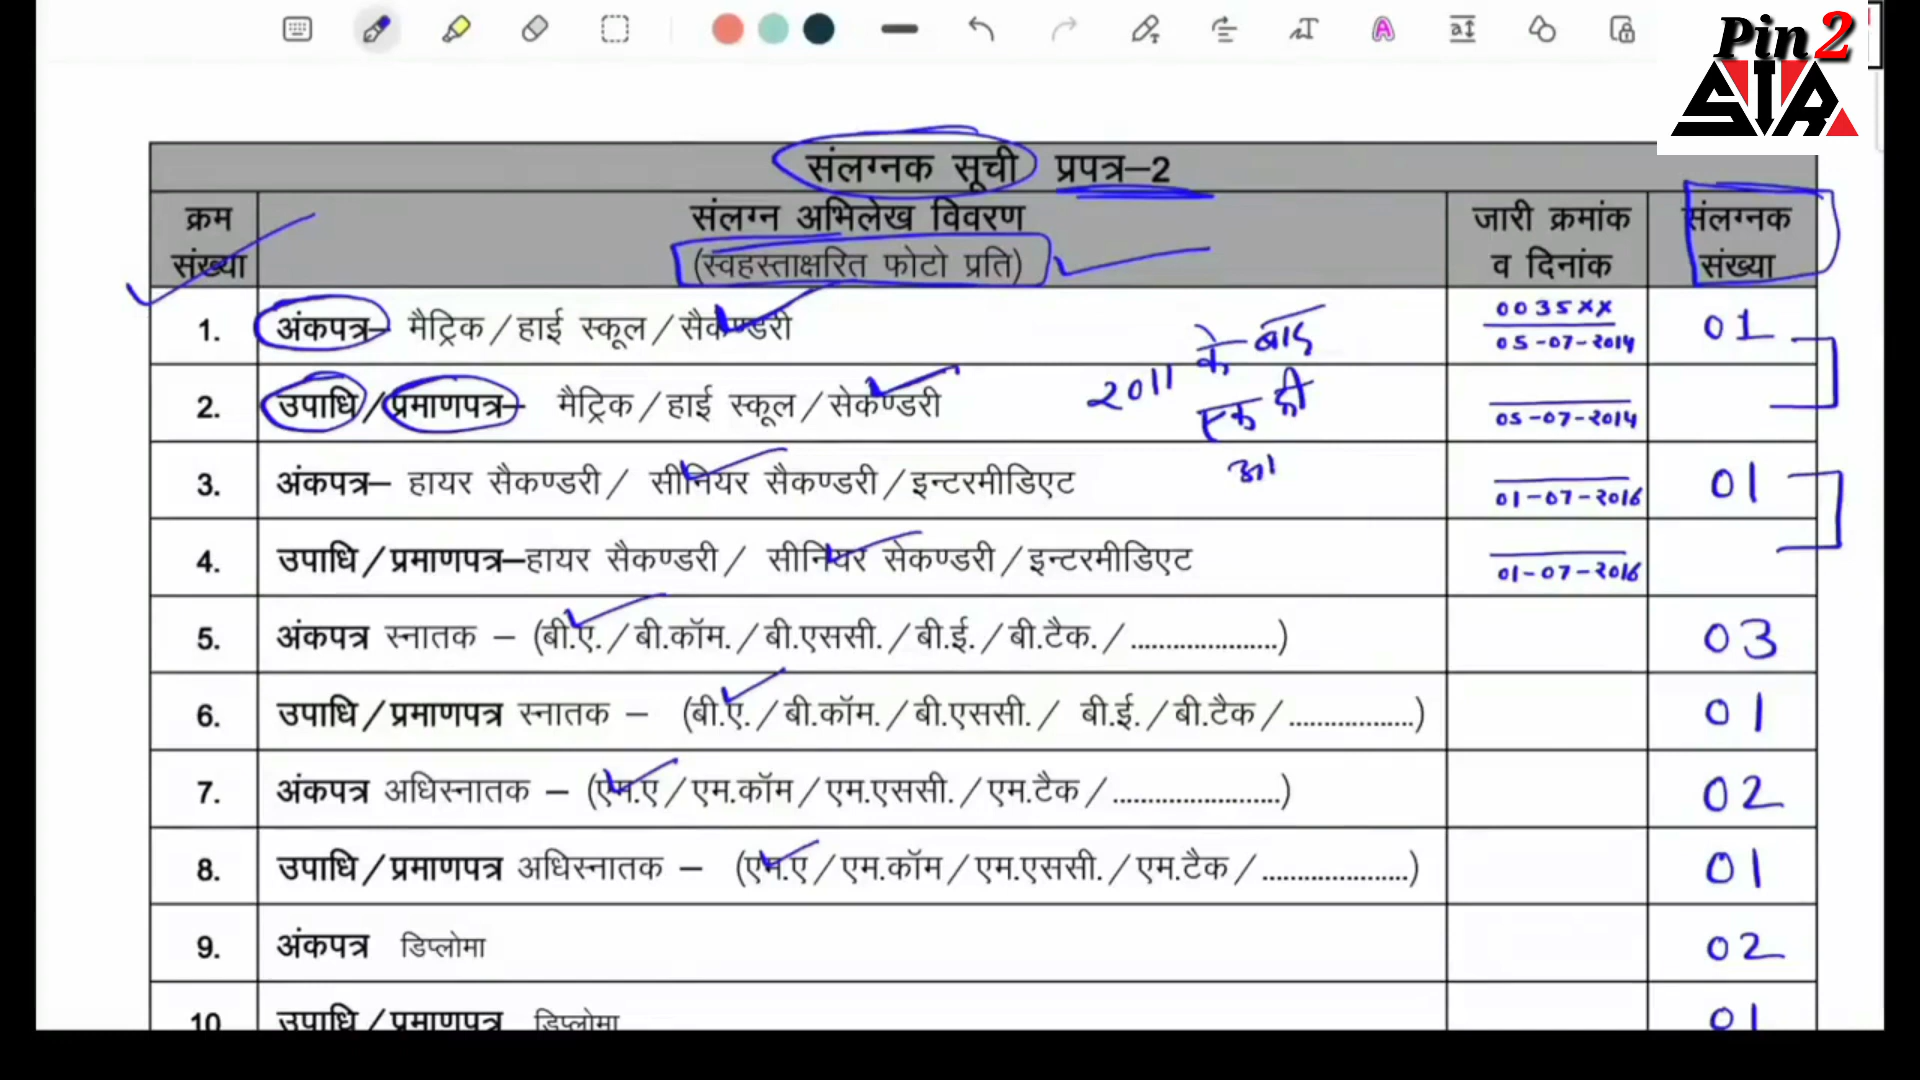 Pin2
STAR
संलग्नक सूची प्रपत्र–2
क्रम संख्या
संलग्न अभिलेख विवरण
(स्वहस्ताक्षरित फोटो प्रति)
जारी क्रमांक व दिनांक
संलग्नक संख्या
1. अंकपत्र– मैट्रिक/हाई स्कूल/सैकण्डरी 0035XX 05-07-2014 01
2. उपाधि/प्रमाणपत्र– मैट्रिक/हाई स्कूल/सेकण्डरी 05-07-2014
2011 के बाद
एक ही
3. अंकपत्र– हायर सैकण्डरी/ सीनियर सैकण्डरी/इन्टरमीडिएट 01-07-2016 01
4. उपाधि/प्रमाणपत्र–हायर सैकण्डरी/ सीनियर सेकण्डरी/इन्टरमीडिएट 01-07-2016
5. अंकपत्र स्नातक – (बी.ए./बी.कॉम./बी.एससी./बी.ई./बी.टैक./.....................) 03
6. उपाधि/प्रमाणपत्र स्नातक – (बी.ए./बी.कॉम./बी.एससी./ बी.ई./बी.टैक/..................) 01
7. अंकपत्र अधिस्नातक – (एम.ए/एम.कॉम/एम.एससी./एम.टैक/........................) 02
8. उपाधि/प्रमाणपत्र अधिस्नातक – (एम.ए/एम.कॉम/एम.एससी./एम.टैक/.....................) 01
9. अंकपत्र डिप्लोमा 02
10 उपाधि/प्रमाणपत्र डिप्लोमा 01